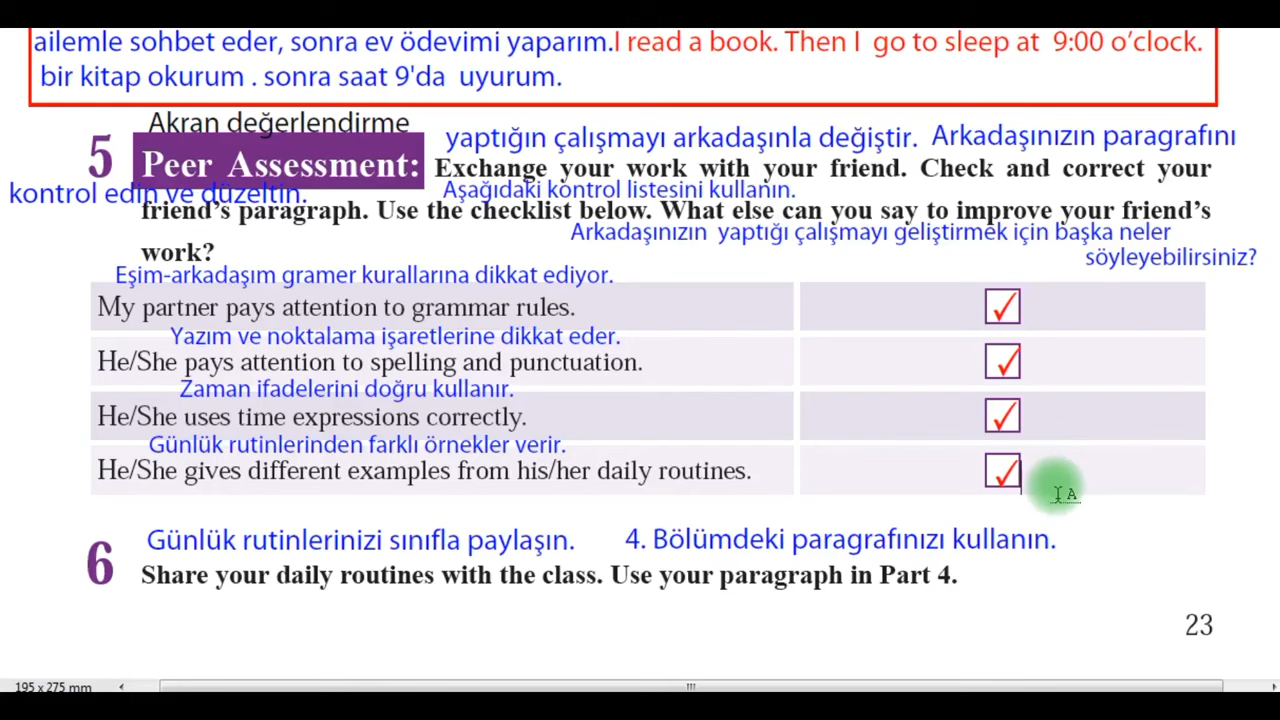 ailemle sohbet eder, sonra ev ödevimi yaparım.I read a book. Then I go to sleep at 9:00 o’clock.
bir kitap okurum . sonra saat 9'da uyurum.
Akran değerlendirme
yaptığın çalışmayı arkadaşınla değiştir. Arkadaşınızın paragrafını
5 Peer Assessment: Exchange your work with your friend. Check and correct your
kontrol edin ve düzeltin. Aşağıdaki kontrol listesini kullanın.
friend’s paragraph. Use the checklist below. What else can you say to improve your friend’s
Arkadaşınızın yaptığı çalışmayı geliştirmek için başka neler
work?
söyleyebilirsiniz?
Eşim-arkadaşım gramer kurallarına dikkat ediyor.
My partner pays attention to grammar rules. ✓
Yazım ve noktalama işaretlerine dikkat eder.
He/She pays attention to spelling and punctuation. ✓
Zaman ifadelerini doğru kullanır.
He/She uses time expressions correctly. ✓
Günlük rutinlerinden farklı örnekler verir.
He/She gives different examples from his/her daily routines. ✓
A
Günlük rutinlerinizi sınıfla paylaşın. 4. Bölümdeki paragrafınızı kullanın.
6 Share your daily routines with the class. Use your paragraph in Part 4.
23
195 x 275 mm